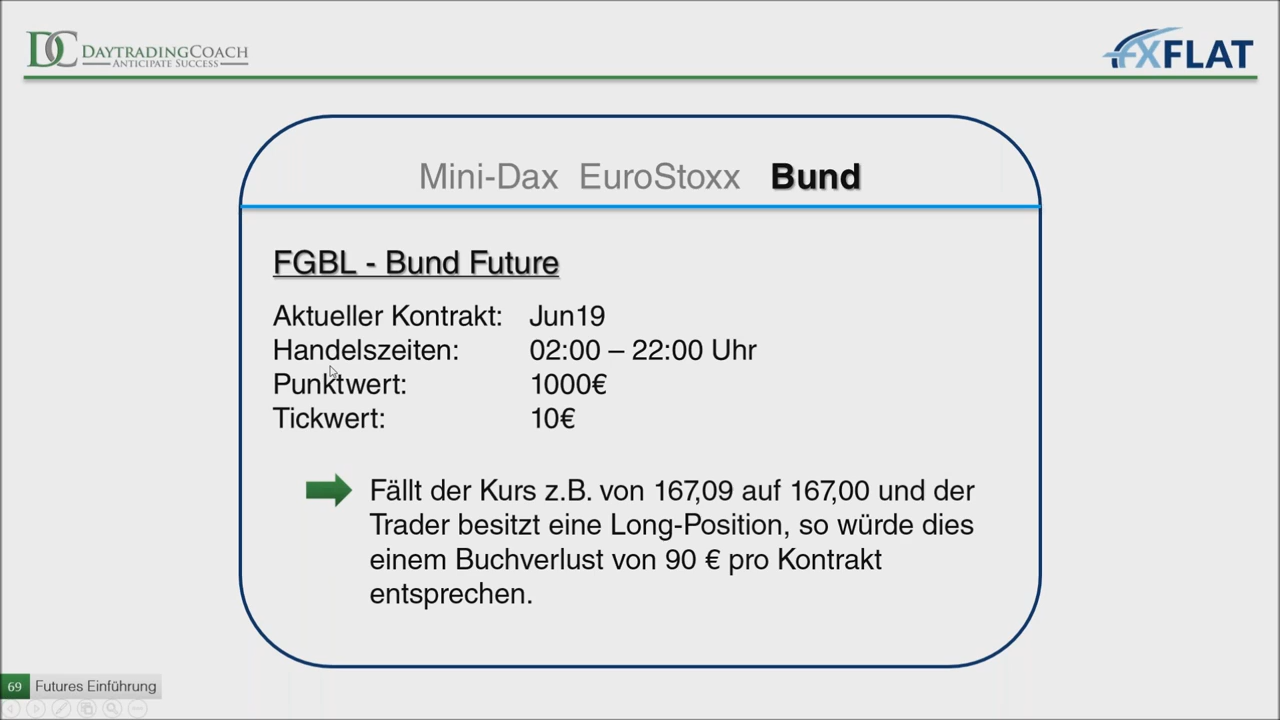 DC DAYTRADINGCOACH
ANTICIPATE SUCCESS
FXFLAT
Mini-Dax EuroStoxx Bund
FGBL - Bund Future
Aktueller Kontrakt: Jun19
Handelszeiten: 02:00 – 22:00 Uhr
Punktwert: 1000€
Tickwert: 10€
Fällt der Kurs z.B. von 167,09 auf 167,00 und der
Trader besitzt eine Long-Position, so würde dies
einem Buchverlust von 90 € pro Kontrakt
entsprechen.
69 Futures Einführung